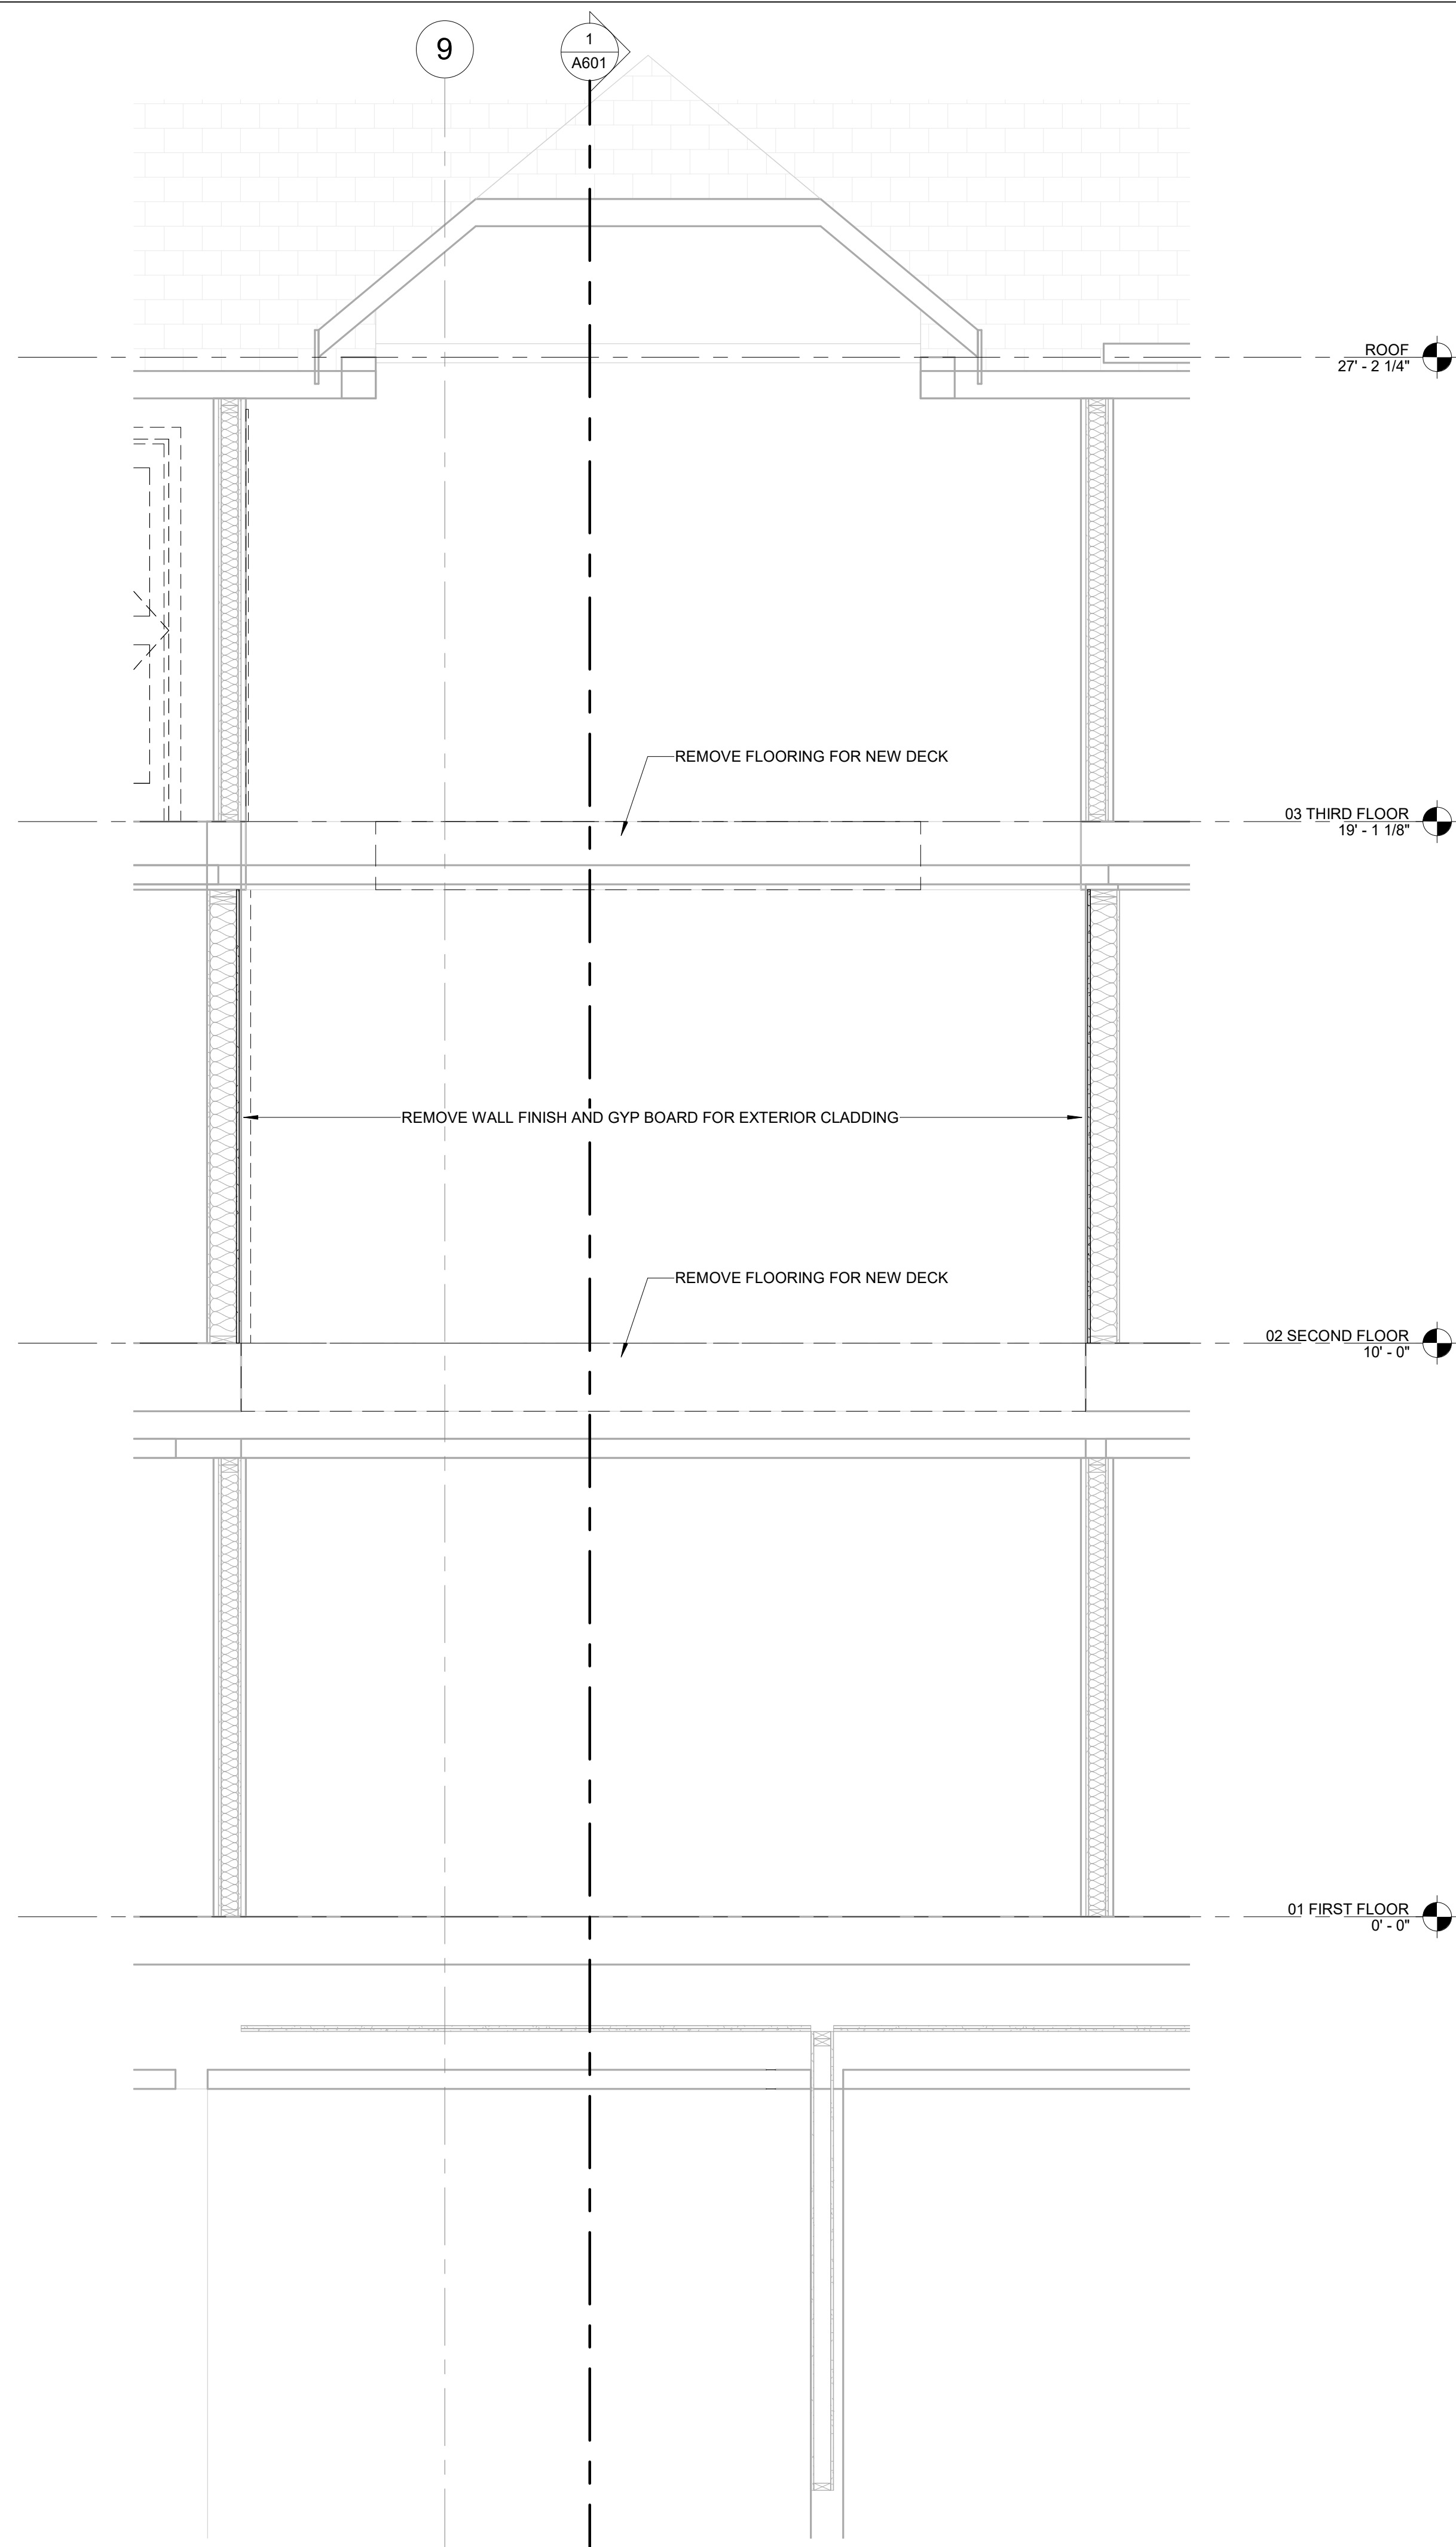 9
1
A601
ROOF
27' - 2 1/4"
REMOVE FLOORING FOR NEW DECK
03 THIRD FLOOR
19' - 1 1/8"
REMOVE WALL FINISH AND GYP BOARD FOR EXTERIOR CLADDING
REMOVE FLOORING FOR NEW DECK
02 SECOND FLOOR
10' - 0"
01 FIRST FLOOR
0' - 0"